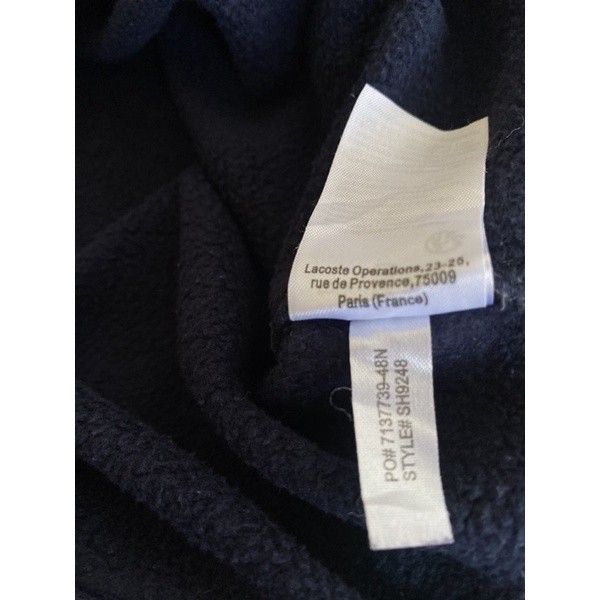 Lacoste Operations,23-25,
rue de Provence,75009
Paris (France)
PO# 7137739-48N
STYLE# SH9248